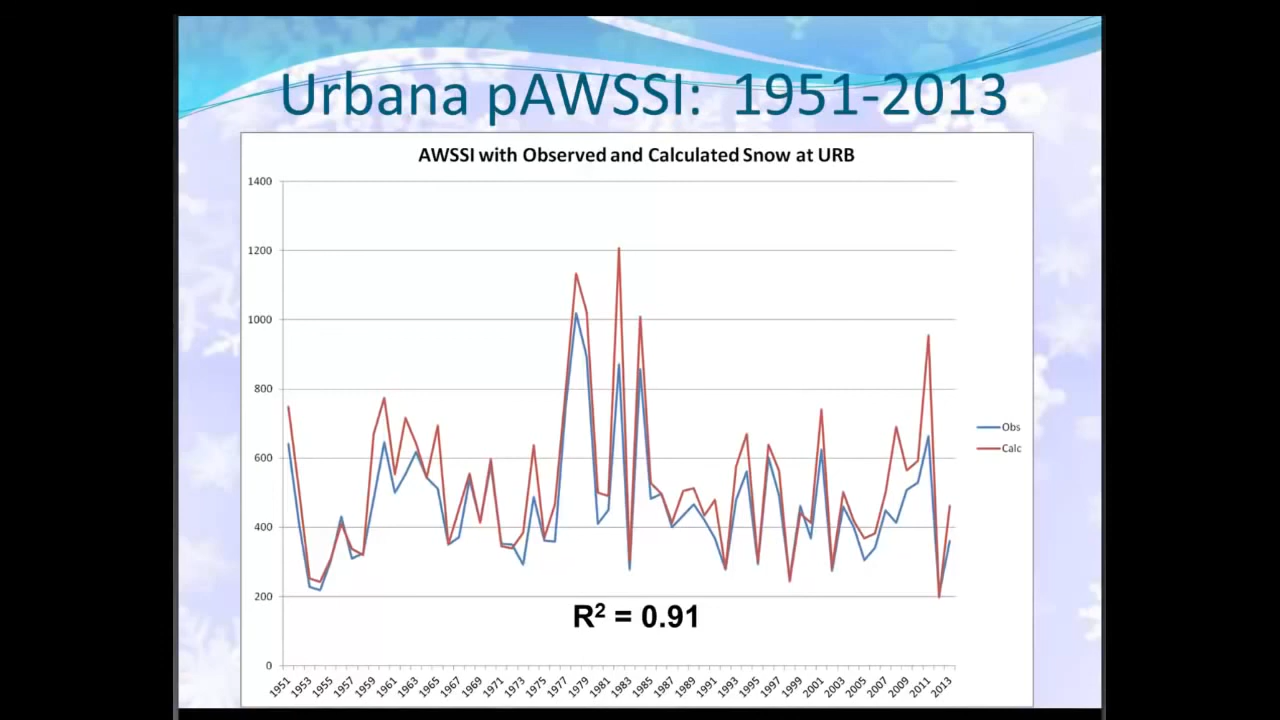 Urbana pAWSSI: 1951-2013
AWSSI with Observed and Calculated Snow at URB
1400
1200
1000
800
600
400
200
0
Obs
Calc
R² = 0.91
1951 1953 1955 1957 1959 1961 1963 1965 1967 1969 1971 1973 1975 1977 1979 1981 1983 1985 1987 1989 1991 1993 1995 1997 1999 2001 2003 2005 2007 2009 2011 2013